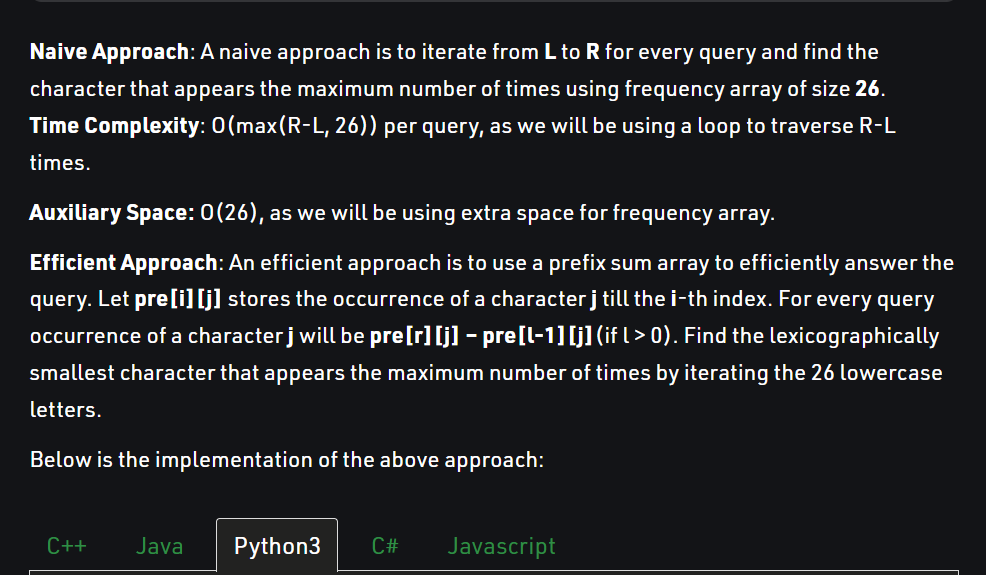 Naive Approach: A naive approach is to iterate from L to R for every query and find the
character that appears the maximum number of times using frequency array of size 26.
Time Complexity: O(max(R-L, 26)) per query, as we will be using a loop to traverse R-L
times.
Auxiliary Space: O(26), as we will be using extra space for frequency array.
Efficient Approach: An efficient approach is to use a prefix sum array to efficiently answer the
query. Let pre[i][j] stores the occurrence of a character j till the i-th index. For every query
occurrence of a character j will be pre[r][j] – pre[l-1][j] (if l > 0). Find the lexicographically
smallest character that appears the maximum number of times by iterating the 26 lowercase
letters.
Below is the implementation of the above approach:
C++ Java Python3 C# Javascript